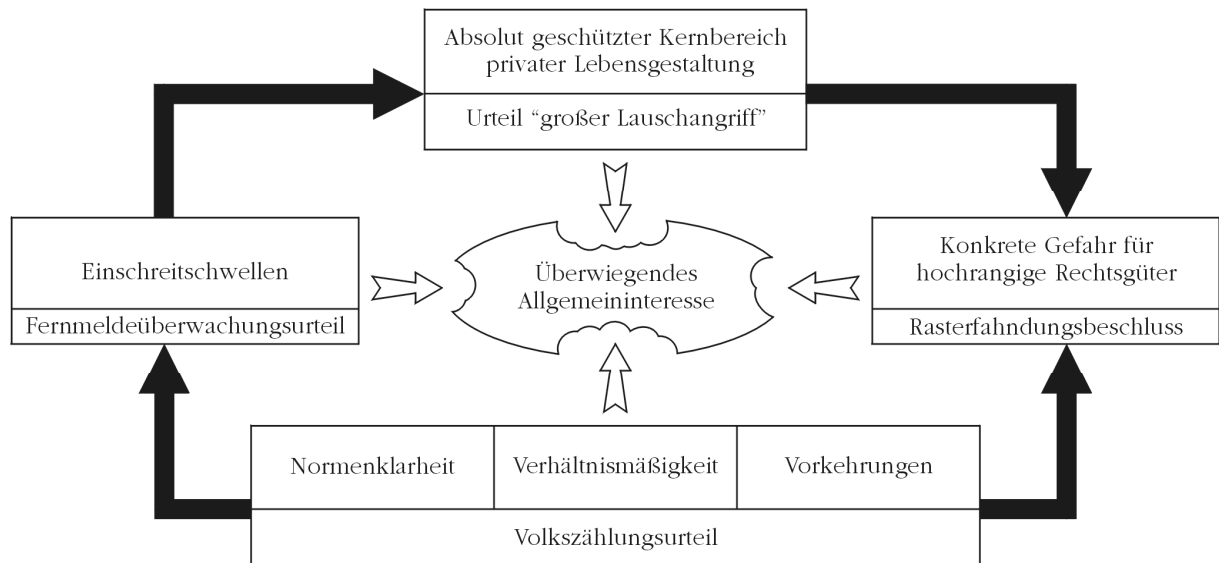 Absolut geschützter Kernbereich
privater Lebensgestaltung
Urteil “großer Lauschangriff”
Einschreitschwellen
Fernmeldeüberwachungsurteil
Überwiegendes
Allgemeininteresse
Konkrete Gefahr für
hochrangige Rechtsgüter
Rasterfahndungsbeschluss
Normenklarheit
Verhältnismäßigkeit
Vorkehrungen
Volkszählungsurteil